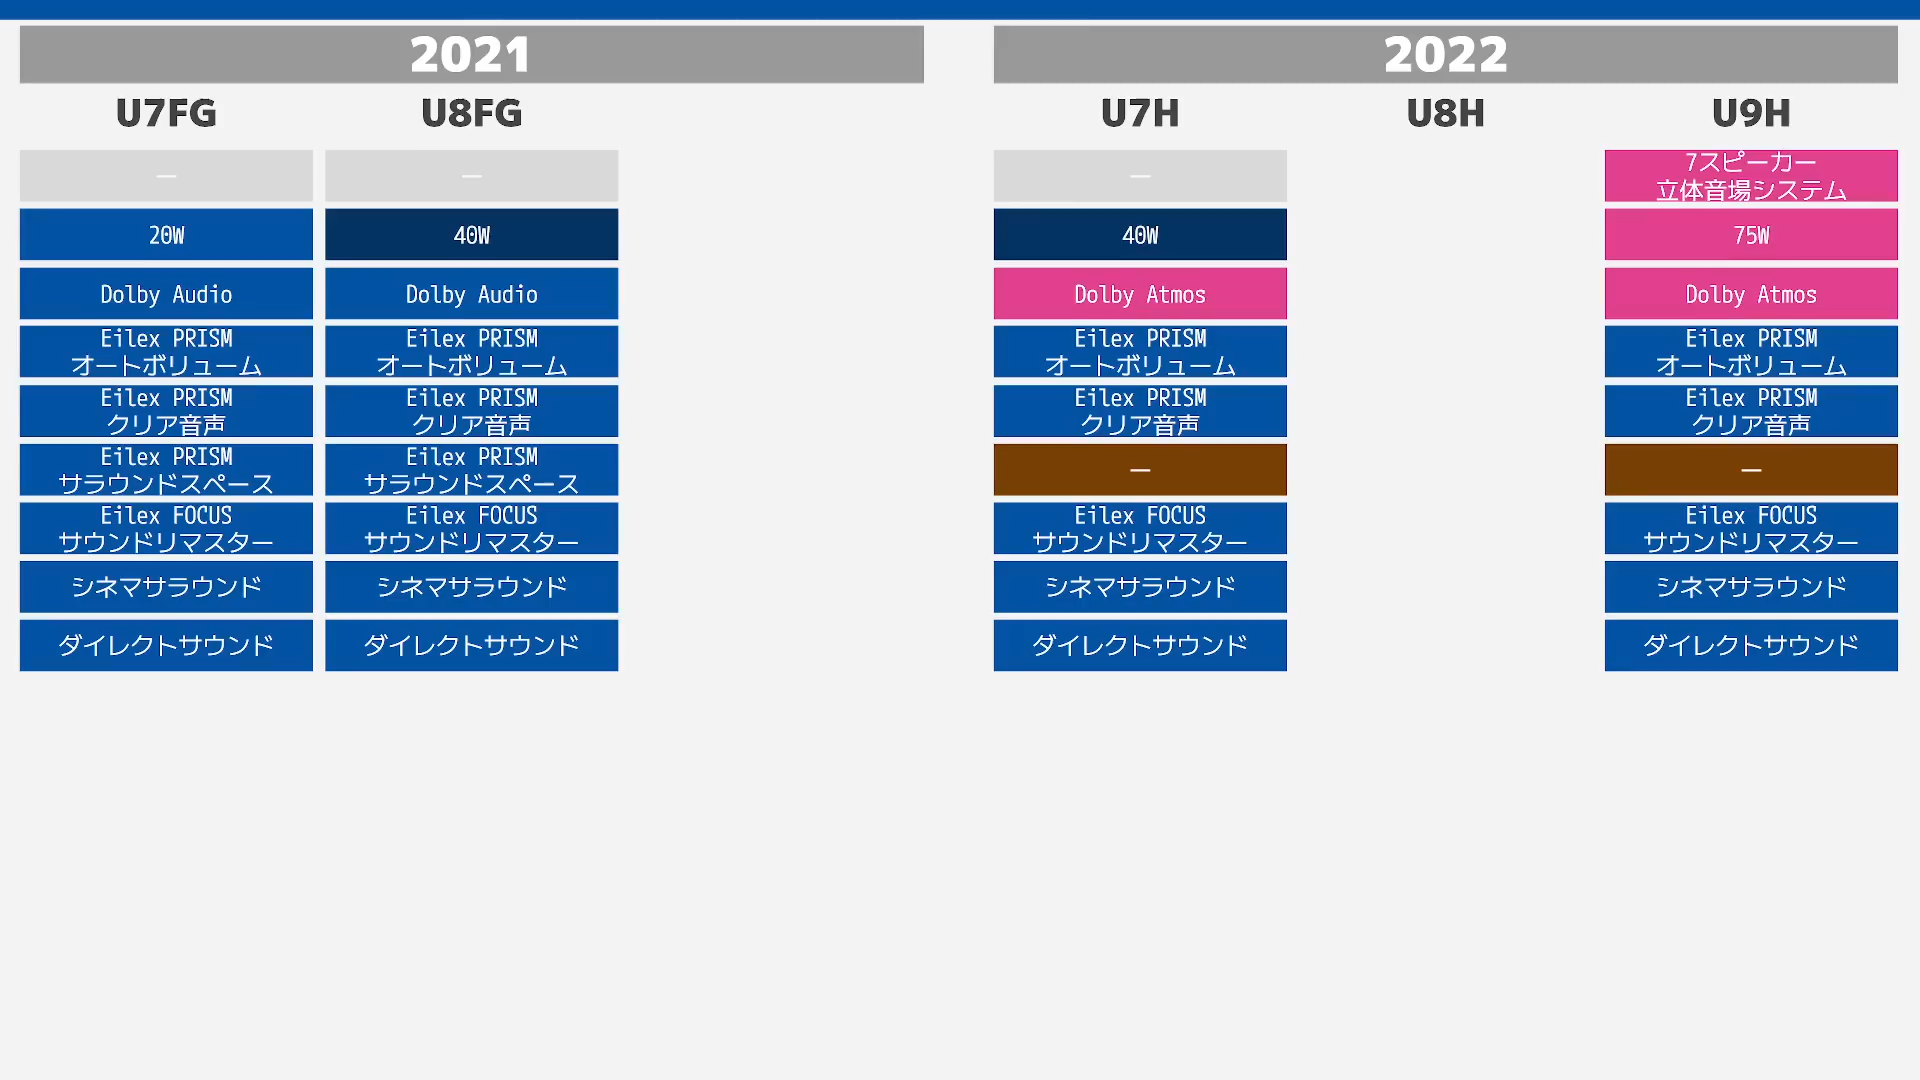 2021
2022
U7FG
U8FG
U7H
U8H
U9H
—
—
—
7スピーカー
立体音場システム
20W
40W
40W
75W
Dolby Audio
Dolby Audio
Dolby Atmos
Dolby Atmos
Eilex PRISM
オートボリューム
Eilex PRISM
オートボリューム
Eilex PRISM
オートボリューム
Eilex PRISM
オートボリューム
Eilex PRISM
クリア音声
Eilex PRISM
クリア音声
Eilex PRISM
クリア音声
Eilex PRISM
クリア音声
Eilex PRISM
サラウンドスペース
Eilex PRISM
サラウンドスペース
—
—
Eilex FOCUS
サウンドリマスター
Eilex FOCUS
サウンドリマスター
Eilex FOCUS
サウンドリマスター
Eilex FOCUS
サウンドリマスター
シネマサラウンド
シネマサラウンド
シネマサラウンド
シネマサラウンド
ダイレクトサウンド
ダイレクトサウンド
ダイレクトサウンド
ダイレクトサウンド